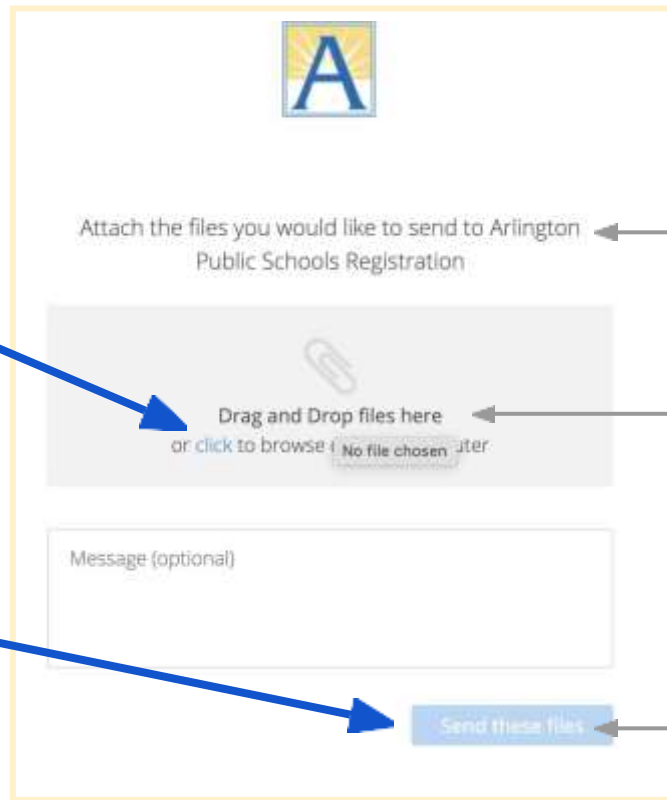 A
Attach the files you would like to send to Arlington
Public Schools Registration
Drag and Drop files here
or click to browse
No file chosen
Message (optional)
Send these files